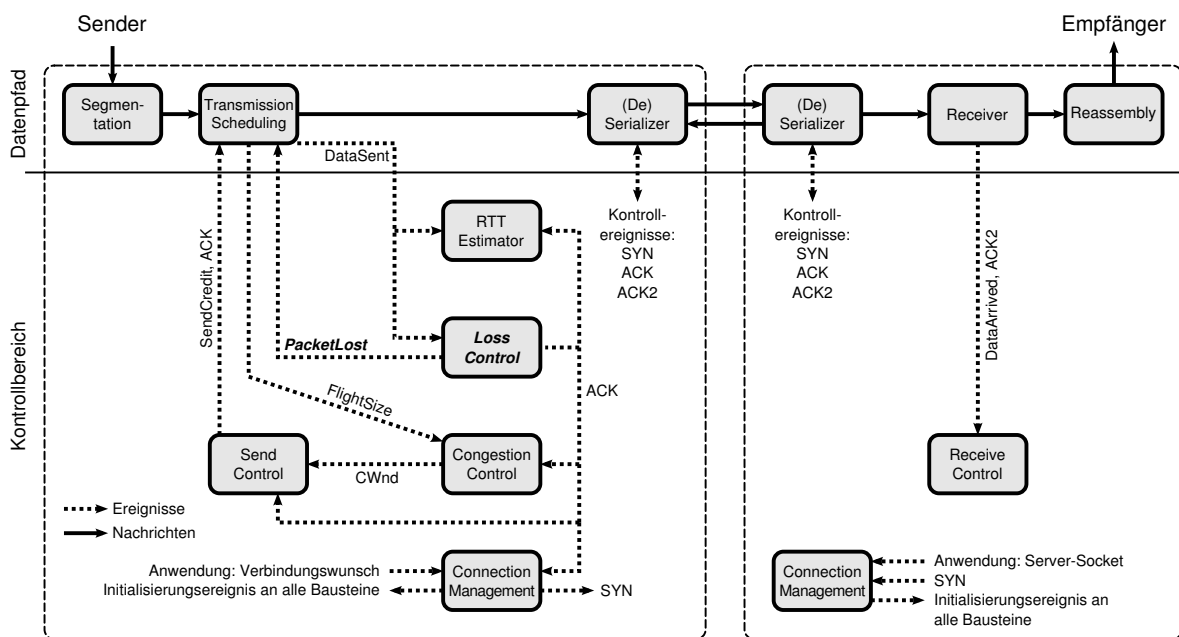 Sender
Empfänger
Datenpfad
Segmen-
tation
Transmission
Scheduling
(De)
Serializer
(De)
Serializer
Receiver
Reassembly
DataSent
Kontrollbereich
SendCredit, ACK
RTT
Estimator
Kontroll-
ereignisse:
SYN
ACK
ACK2
Kontroll-
ereignisse:
SYN
ACK
ACK2
DataArrived, ACK2
PacketLost
Loss
Control
ACK
FlightSize
Send
Control
CWnd
Congestion
Control
Receive
Control
Ereignisse
Nachrichten
Anwendung: Verbindungswunsch
Initialisierungsereignis an alle Bausteine
Connection
Management
SYN
Connection
Management
Anwendung: Server-Socket
SYN
Initialisierungsereignis an
alle Bausteine